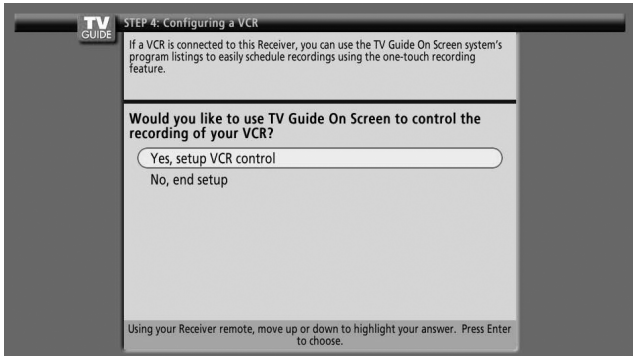 TV
GUIDE
STEP 4: Configuring a VCR
If a VCR is connected to this Receiver, you can use the TV Guide On Screen system's
program listings to easily schedule recordings using the one-touch recording
feature.
Would you like to use TV Guide On Screen to control the
recording of your VCR?
Yes, setup VCR control
No, end setup
Using your Receiver remote, move up or down to highlight your answer. Press Enter
to choose.